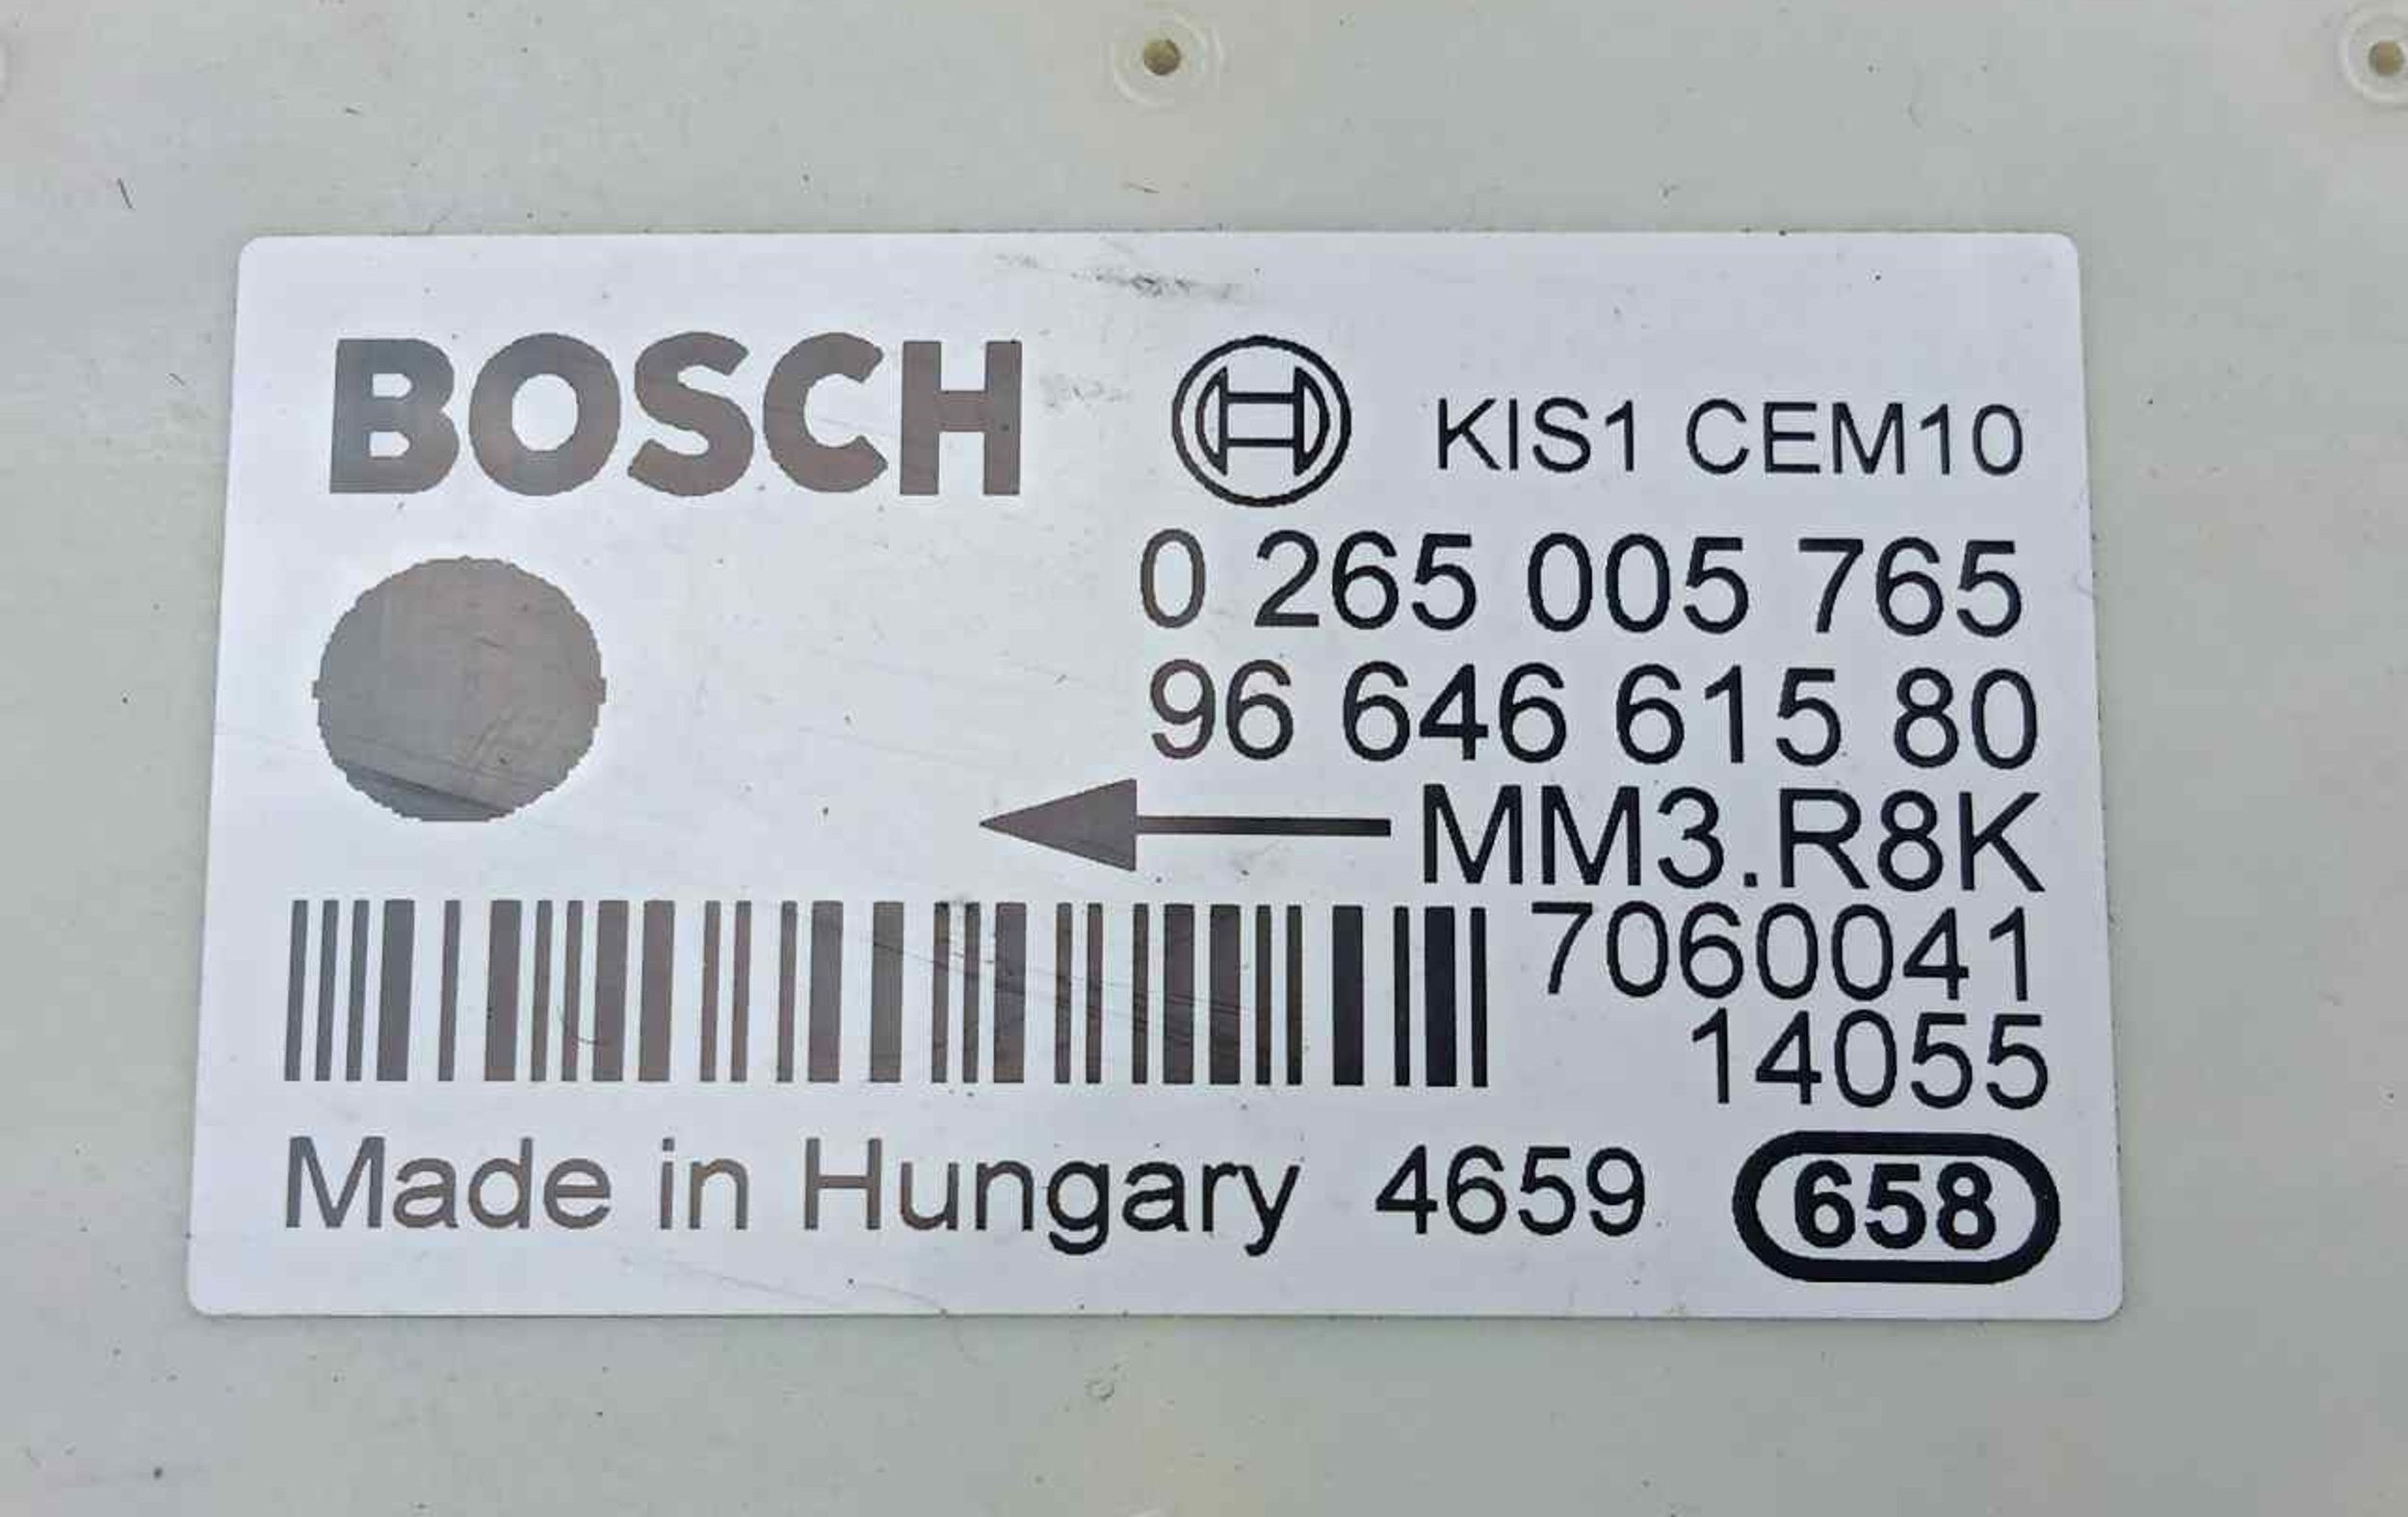 BOSCH KIS1 CEM10
0 265 005 765
96 646 615 80
MM3.R8K
7060041
14055
Made in Hungary 4659 658